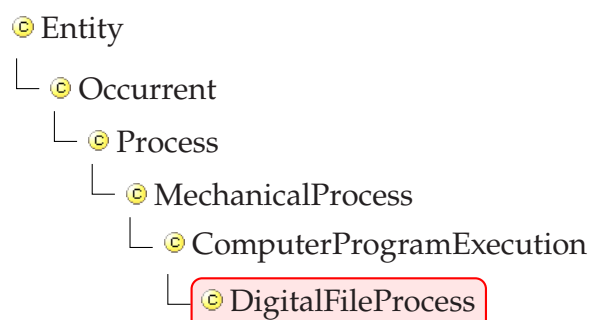 Entity
Occurrent
Process
MechanicalProcess
ComputerProgramExecution
DigitalFileProcess